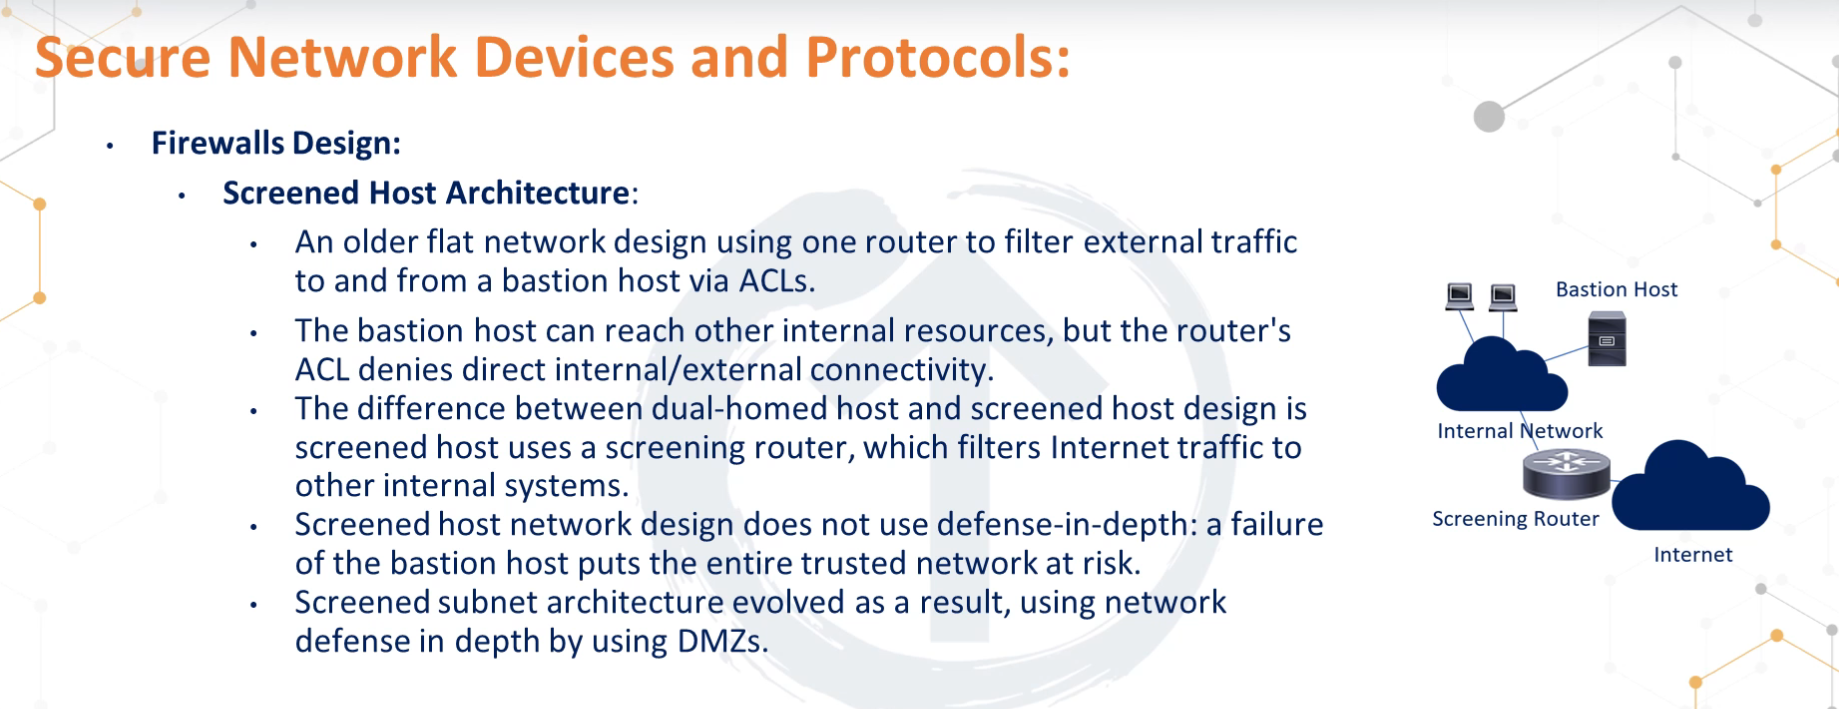 Secure Network Devices and Protocols:
• Firewalls Design:
• Screened Host Architecture:
• An older flat network design using one router to filter external traffic
to and from a bastion host via ACLs.
• The bastion host can reach other internal resources, but the router's
ACL denies direct internal/external connectivity.
• The difference between dual-homed host and screened host design is
screened host uses a screening router, which filters Internet traffic to
other internal systems.
• Screened host network design does not use defense-in-depth: a failure
of the bastion host puts the entire trusted network at risk.
• Screened subnet architecture evolved as a result, using network
defense in depth by using DMZs.
Bastion Host
Internal Network
Screening Router
Internet